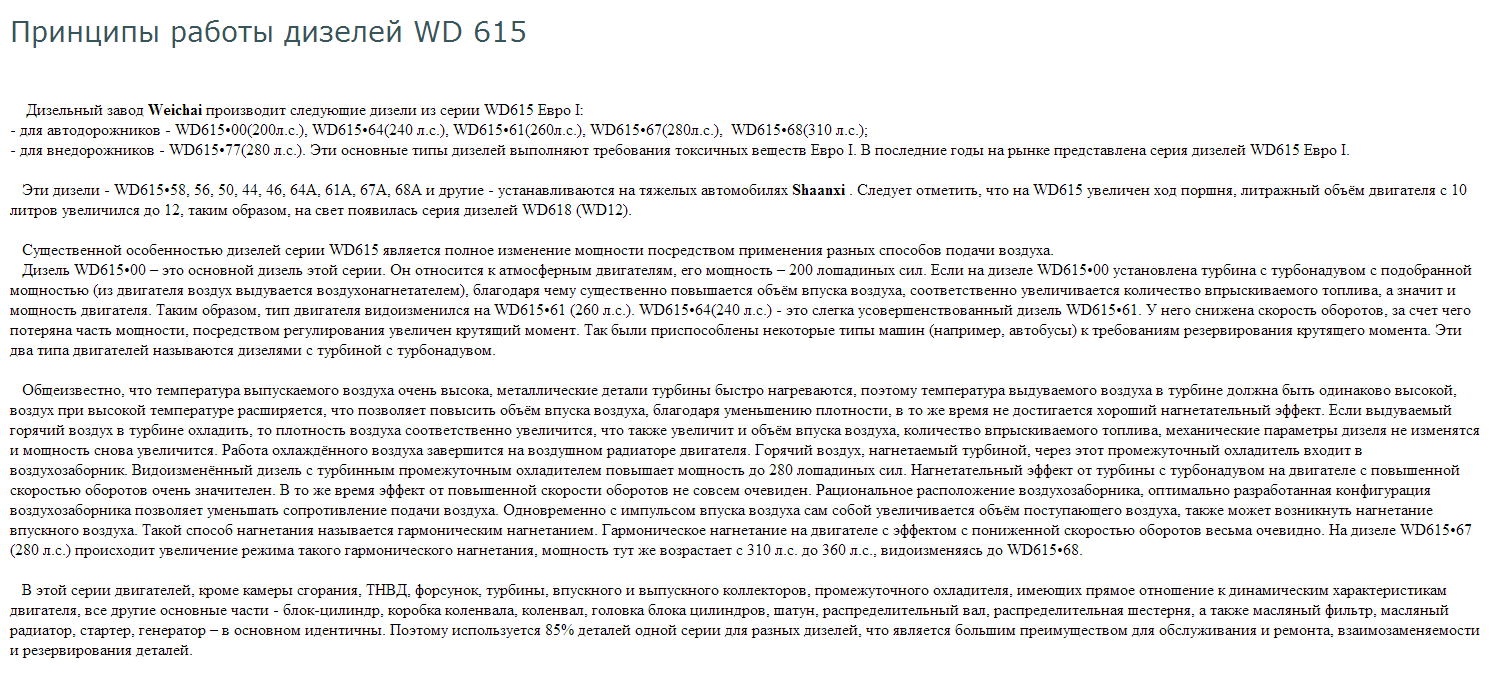 Принципы работы дизелей WD 615
Дизельный завод Weichai производит следующие дизели из серии WD615 Евро I:
- для автодорожников - WD615•00(200л.с.), WD615•64(240 л.с.), WD615•61(260л.с.), WD615•67(280л.с.), WD615•68(310 л.с.);
- для внедорожников - WD615•77(280 л.с.). Эти основные типы дизелей выполняют требования токсичных веществ Евро I. В последние годы на рынке представлена серия дизелей WD615 Евро I.
Эти дизели - WD615•58, 56, 50, 44, 46, 64А, 61А, 67А, 68А и другие - устанавливаются на тяжелых автомобилях Shaanxi . Следует отметить, что на WD615 увеличен ход поршня, литражный объём двигателя с 10
литров увеличился до 12, таким образом, на свет появилась серия дизелей WD618 (WD12).
Существенной особенностью дизелей серии WD615 является полное изменение мощности посредством применения разных способов подачи воздуха.
Дизель WD615•00 – это основной дизель этой серии. Он относится к атмосферным двигателям, его мощность – 200 лошадиных сил. Если на дизеле WD615•00 установлена турбина с турбонадувом с подобранной
мощностью (из двигателя воздух выдувается воздухонагнетателем), благодаря чему существенно повышается объём впуска воздуха, соответственно увеличивается количество впрыскиваемого топлива, а значит и
мощность двигателя. Таким образом, тип двигателя видоизменился на WD615•61 (260 л.с.). WD615•64(240 л.с.) - это слегка усовершенствованный дизель WD615•61. У него снижена скорость оборотов, за счет чего
потеряна часть мощности, посредством регулирования увеличен крутящий момент. Так были приспособлены некоторые типы машин (например, автобусы) к требованиям резервирования крутящего момента. Эти
два типа двигателей называются дизелями с турбиной с турбонадувом.
Общеизвестно, что температура выпускаемого воздуха очень высока, металлические детали турбины быстро нагреваются, поэтому температура выдуваемого воздуха в турбине должна быть одинаково высокой,
воздух при высокой температуре расширяется, что позволяет повысить объём впуска воздуха, благодаря уменьшению плотности, в то же время не достигается хороший нагнетательный эффект. Если выдуваемый
горячий воздух в турбине охладить, то плотность воздуха соответственно увеличится, что также увеличит и объём впуска воздуха, количество впрыскиваемого топлива, механические параметры дизеля не изменятся
и мощность снова увеличится. Работа охлаждённого воздуха завершится на воздушном радиаторе двигателя. Горячий воздух, нагнетаемый турбиной, через этот промежуточный охладитель входит в
воздухозаборник. Видоизменённый дизель с турбинным промежуточным охладителем повышает мощность до 280 лошадиных сил. Нагнетательный эффект от турбины с турбонадувом на двигателе с повышенной
скоростью оборотов очень значителен. В то же время эффект от повышенной скорости оборотов не совсем очевиден. Рациональное расположение воздухозаборника, оптимально разработанная конфигурация
воздухозаборника позволяет уменьшать сопротивление подачи воздуха. Одновременно с импульсом впуска воздуха сам собой увеличивается объём поступающего воздуха, также может возникнуть нагнетание
впускного воздуха. Такой способ нагнетания называется гармоническим нагнетанием. Гармоническое нагнетание на двигателе с эффектом с пониженной скоростью оборотов весьма очевидно. На дизеле WD615•67
(280 л.с.) происходит увеличение режима такого гармонического нагнетания, мощность тут же возрастает с 310 л.с. до 360 л.с., видоизменяясь до WD615•68.
В этой серии двигателей, кроме камеры сгорания, ТНВД, форсунок, турбины, впускного и выпускного коллекторов, промежуточного охладителя, имеющих прямое отношение к динамическим характеристикам
двигателя, все другие основные части - блок-цилиндр, коробка коленвала, коленвал, головка блока цилиндров, шатун, распределительный вал, распределительная шестерня, а также масляный фильтр, масляный
радиатор, стартер, генератор – в основном идентичны. Поэтому используется 85% деталей одной серии для разных дизелей, что является большим преимуществом для обслуживания и ремонта, взаимозаменяемости
и резервирования деталей.